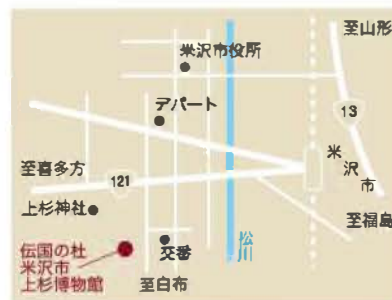 至山形
米沢市役所
デパート
13
米沢市
至喜多方
121
上杉神社
至福島
松川
伝国の杜
米沢市
上杉博物館
交番
至白布